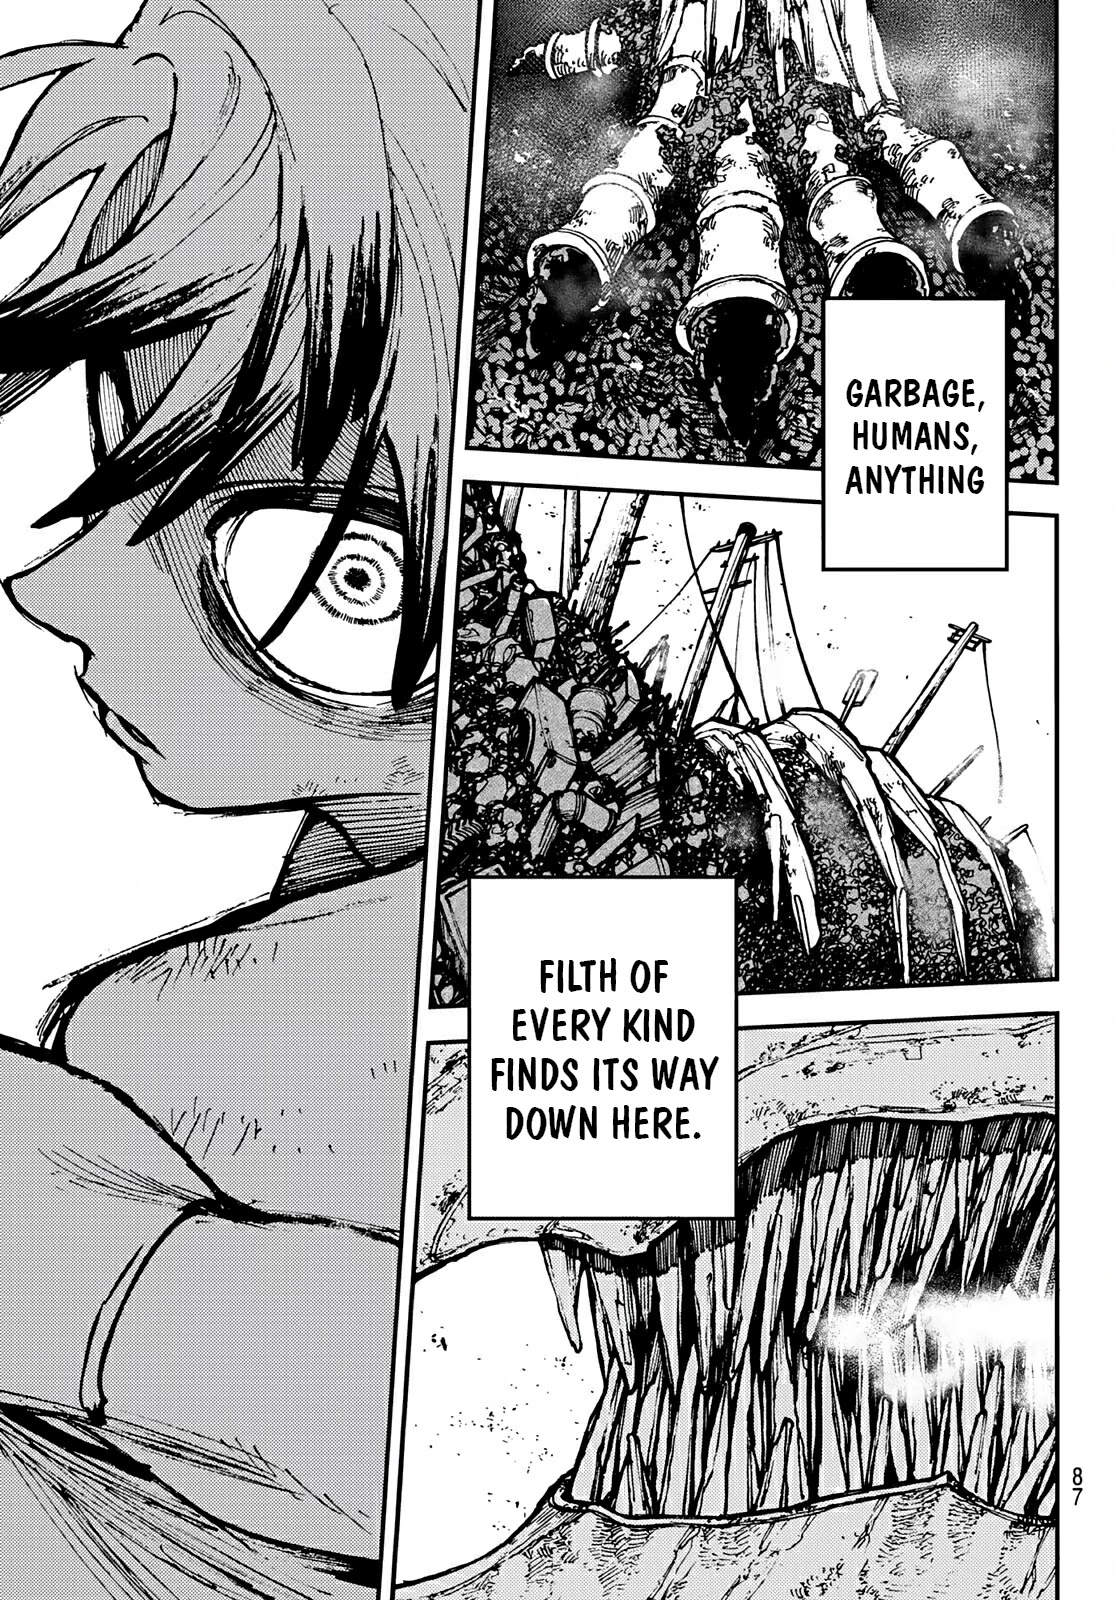 GARBAGE,
HUMANS,
ANYTHING
FILTH OF
EVERY KIND
FINDS ITS WAY
DOWN HERE.
87